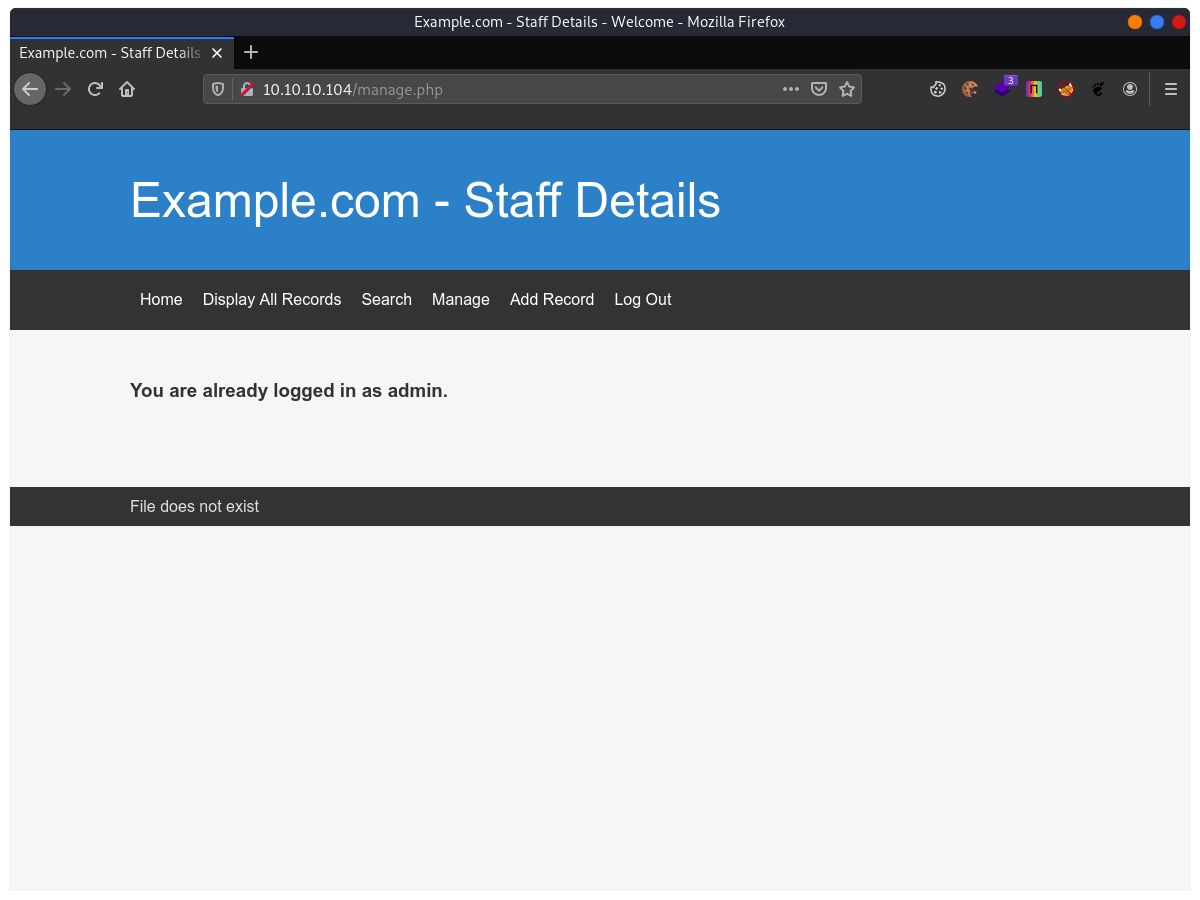 Example.com - Staff Details - Welcome - Mozilla Firefox
Example.com - Staff Details
10.10.10.104/manage.php
3
Example.com - Staff Details
Home Display All Records Search Manage Add Record Log Out
You are already logged in as admin.
File does not exist